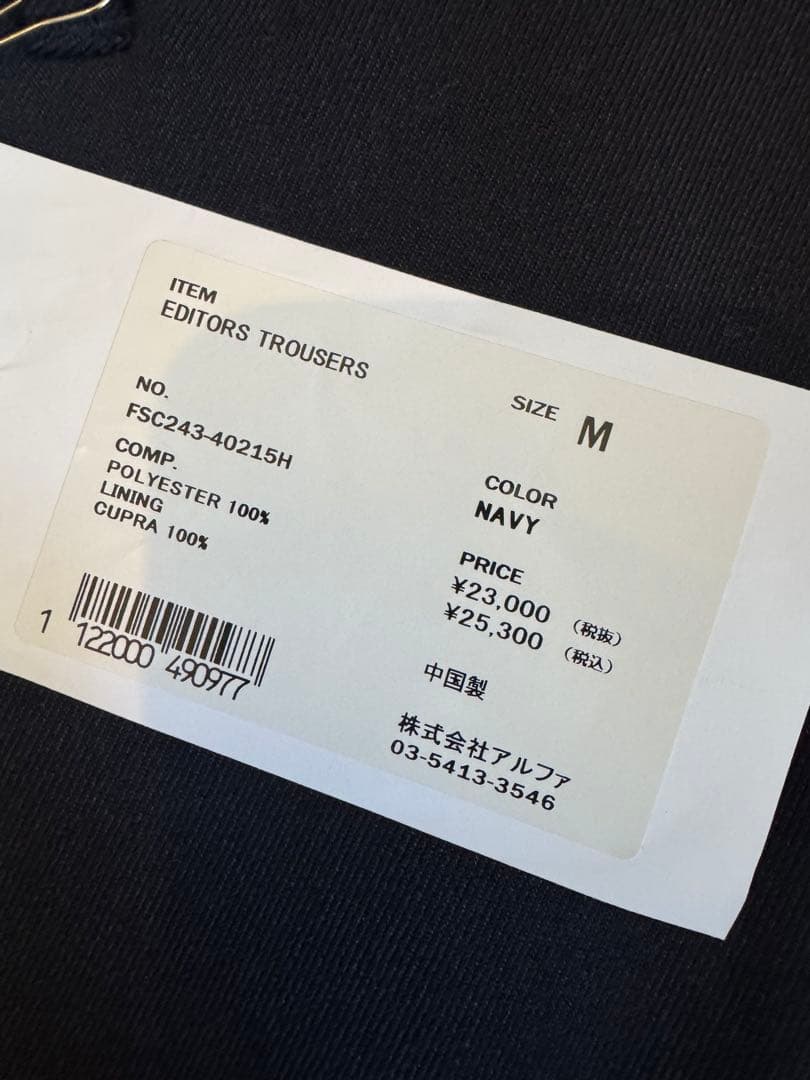 ITEM
EDITORS TROUSERS
NO.
FSC243-40215H
COMP.
POLYESTER 100%
LINING
CUPRA 100%
1 122000 490977
SIZE M
COLOR
NAVY
PRICE
¥23,000 (税抜)
¥25,300 (税込)
中国製
株式会社アルファ
03-5413-3546